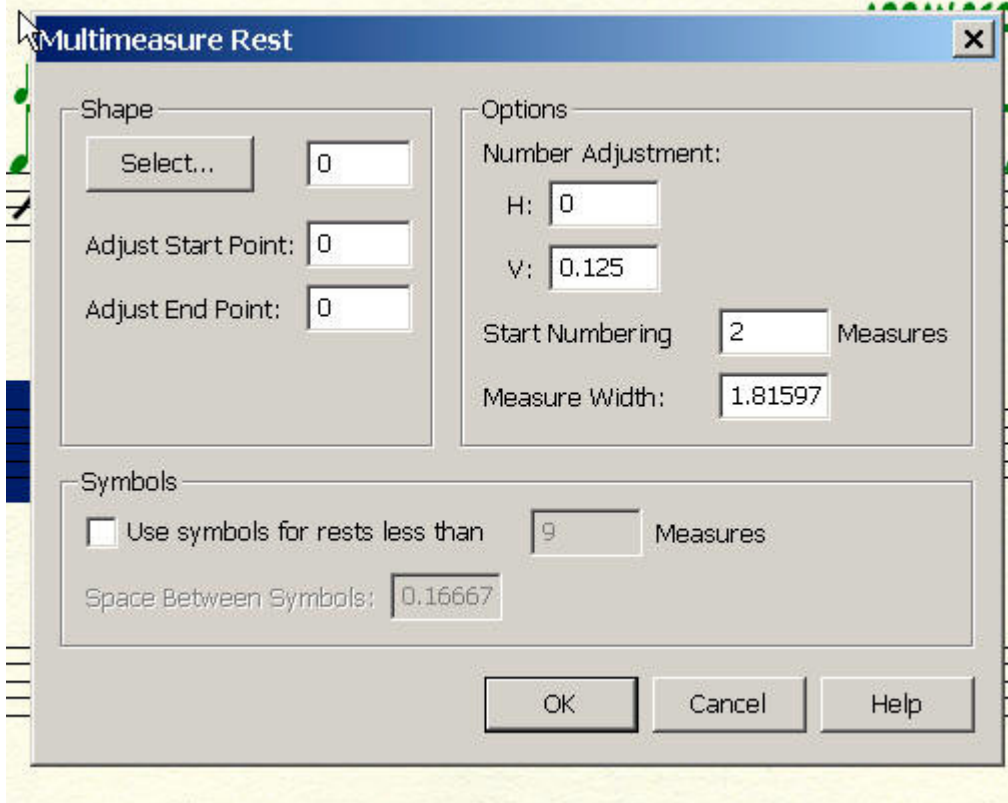 Multimeasure Rest
Shape
Select...
0
Adjust Start Point: 0
Adjust End Point: 0
Options
Number Adjustment:
H: 0
V: 0.125
Start Numbering 2 Measures
Measure Width: 1.81597
Symbols
Use symbols for rests less than 9 Measures
Space Between Symbols: 0.16667
OK Cancel Help